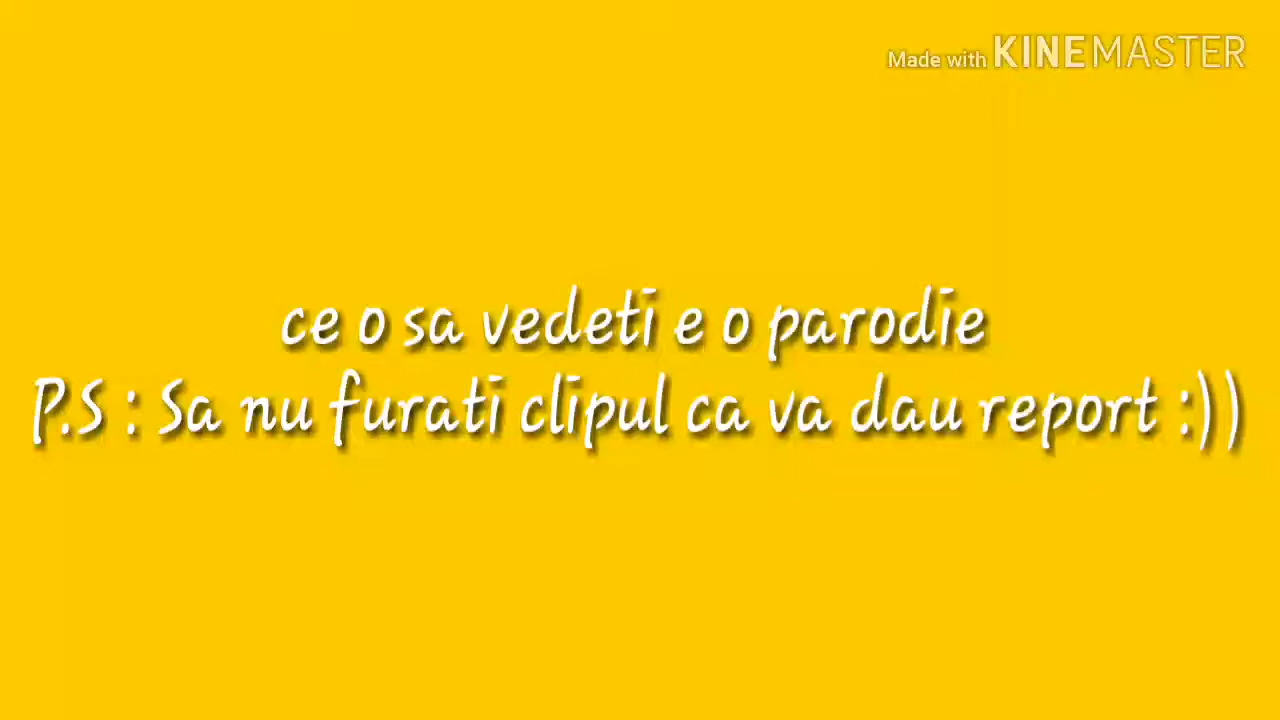 Made with KINEMASTER
ce o sa vedeti e o parodie
P.S : Sa nu furati clipul ca va dau report :))